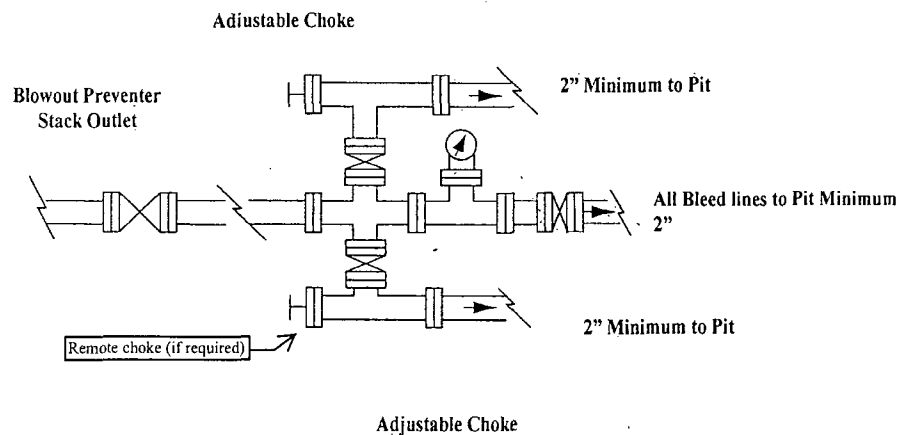 Adjustable Choke
Blowout Preventer
Stack Outlet
2” Minimum to Pit
All Bleed lines to Pit Minimum
2”
2” Minimum to Pit
Remote choke (if required)
Adjustable Choke